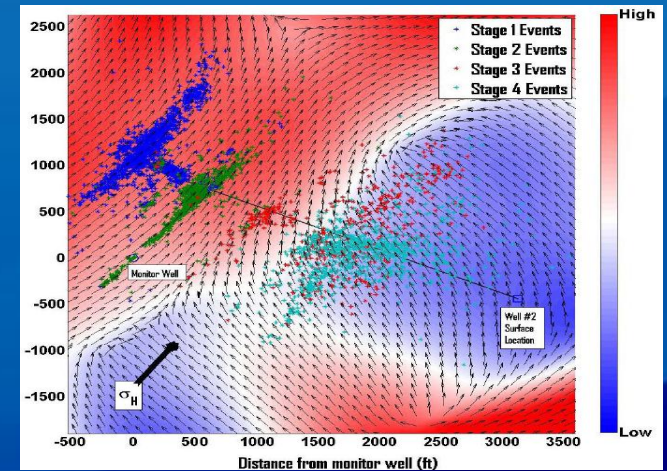 High
Stage 1 Events
Stage 2 Events
Stage 3 Events
Stage 4 Events
2500
2000
1500
1000
500
0
-500
-1000
-1500
Monitor Well
Well #2
Surface
Location
σH
Low
-500 0 500 1000 1500 2000 2500 3000 3500
Distance from monitor well (ft)